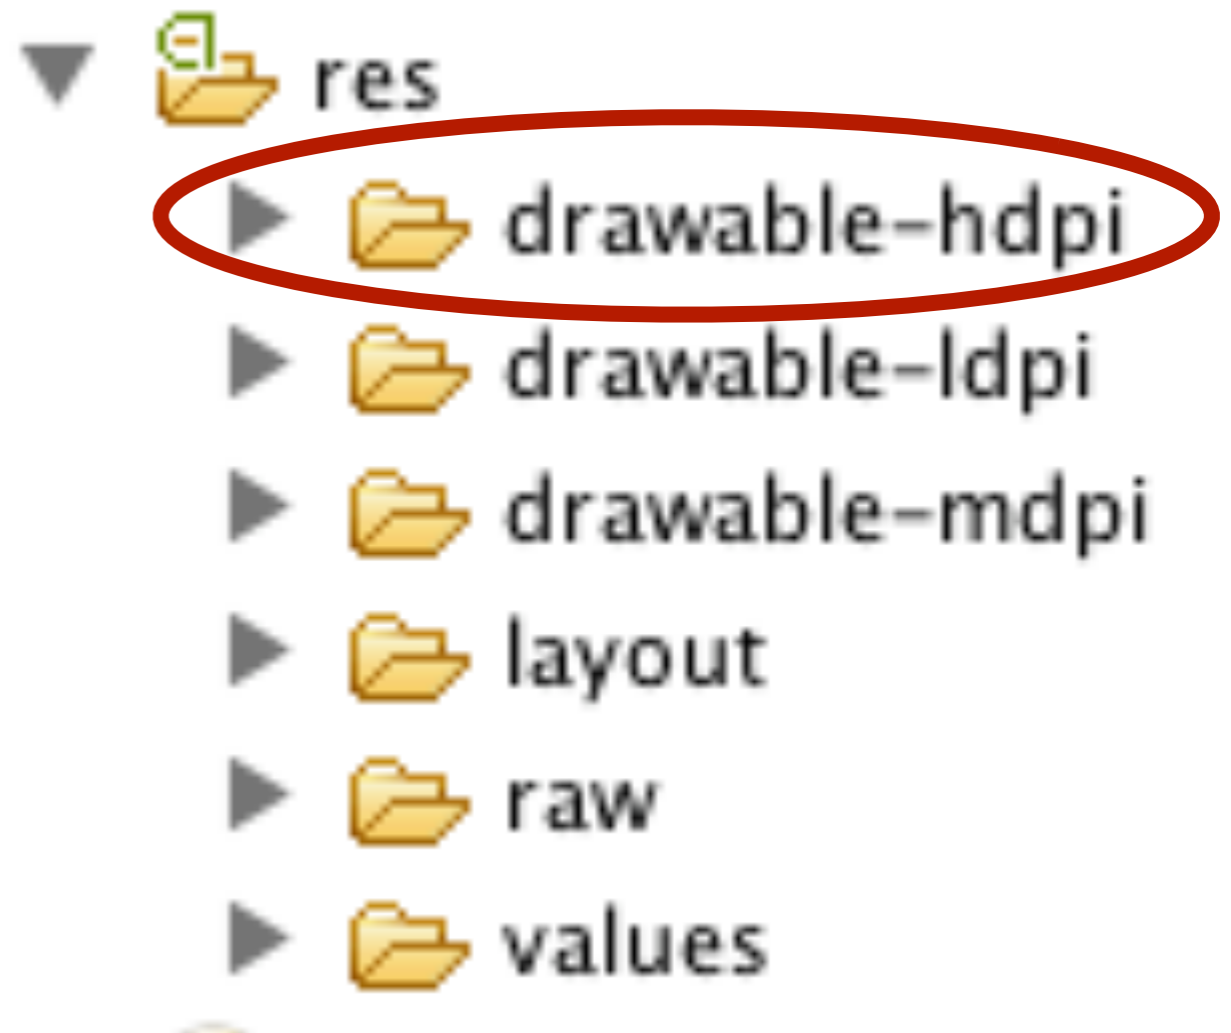 res
drawable-hdpi
drawable-ldpi
drawable-mdpi
layout
raw
values